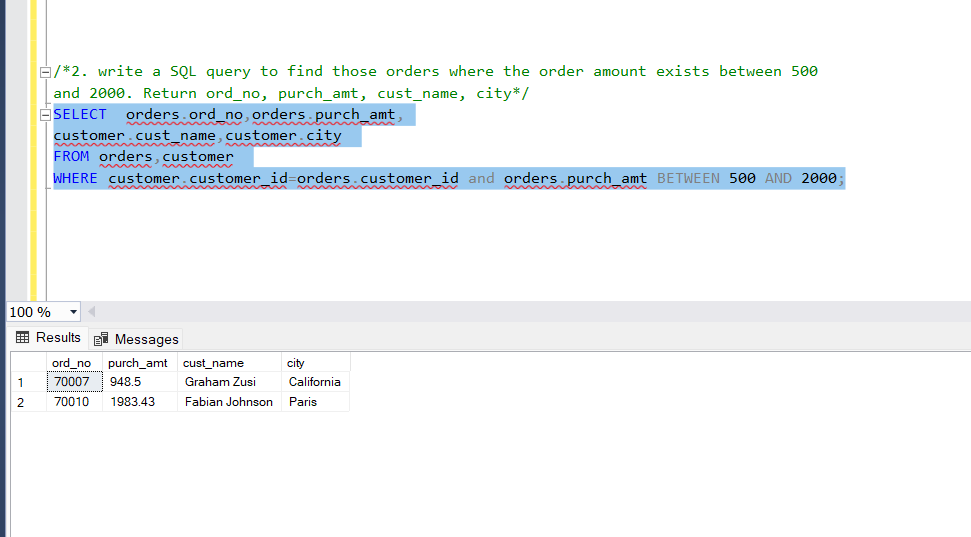 /*2. write a SQL query to find those orders where the order amount exists between 500
and 2000. Return ord_no, purch_amt, cust_name, city*/
SELECT  orders.ord_no,orders.purch_amt,
customer.cust_name,customer.city
FROM orders,customer
WHERE customer.customer_id=orders.customer_id and orders.purch_amt BETWEEN 500 AND 2000;
100 %
Results Messages
ord_no purch_amt cust_name city
1 70007 948.5 Graham Zusi California
2 70010 1983.43 Fabian Johnson Paris